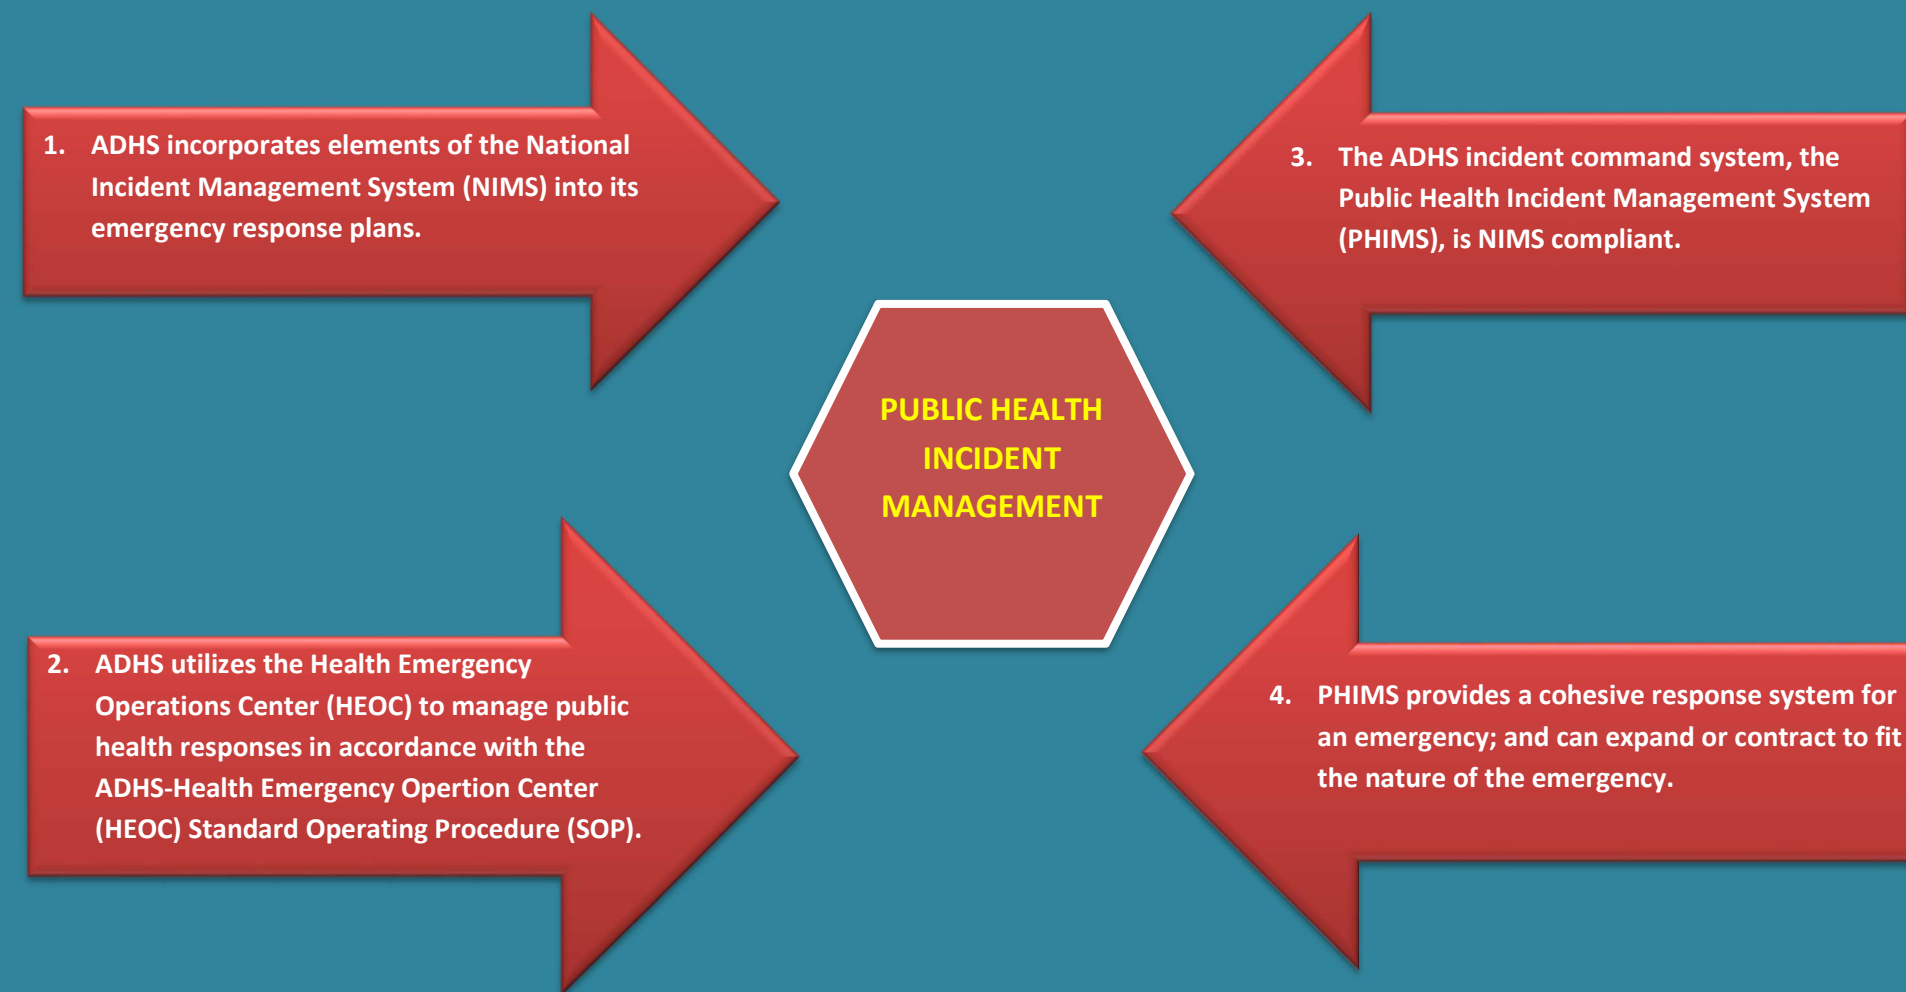 1. ADHS incorporates elements of the National
Incident Management System (NIMS) into its
emergency response plans.
2. ADHS utilizes the Health Emergency
Operations Center (HEOC) to manage public
health responses in accordance with the
ADHS-Health Emergency Opertion Center
(HEOC) Standard Operating Procedure (SOP).
PUBLIC HEALTH
INCIDENT
MANAGEMENT
3. The ADHS incident command system, the
Public Health Incident Management System
(PHIMS), is NIMS compliant.
4. PHIMS provides a cohesive response system for
an emergency; and can expand or contract to fit
the nature of the emergency.